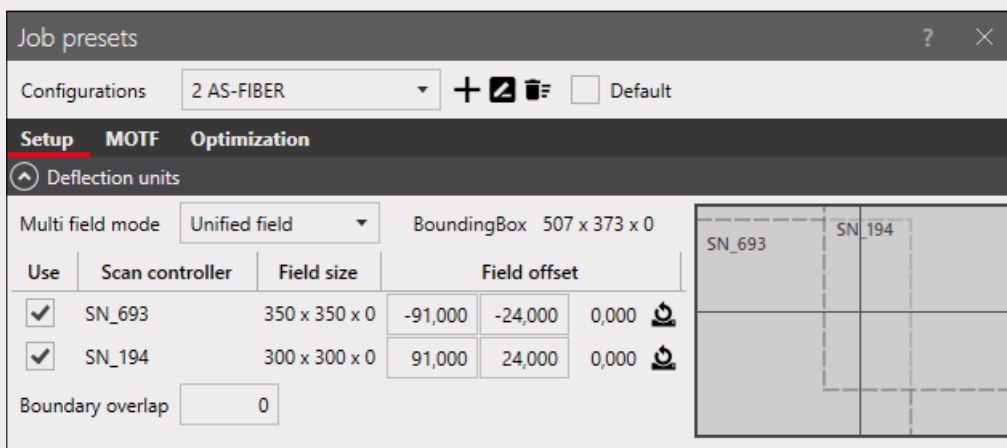 Job presets ?
Configurations 2 AS-FIBER Default
Setup MOTF Optimization
Deflection units
Multi field mode Unified field BoundingBox 507 x 373 x 0
Use Scan controller Field size Field offset
SN_693 350 x 350 x 0 -91,000 -24,000 0,000
SN_194 300 x 300 x 0 91,000 24,000 0,000
Boundary overlap 0
SN_693 SN_194